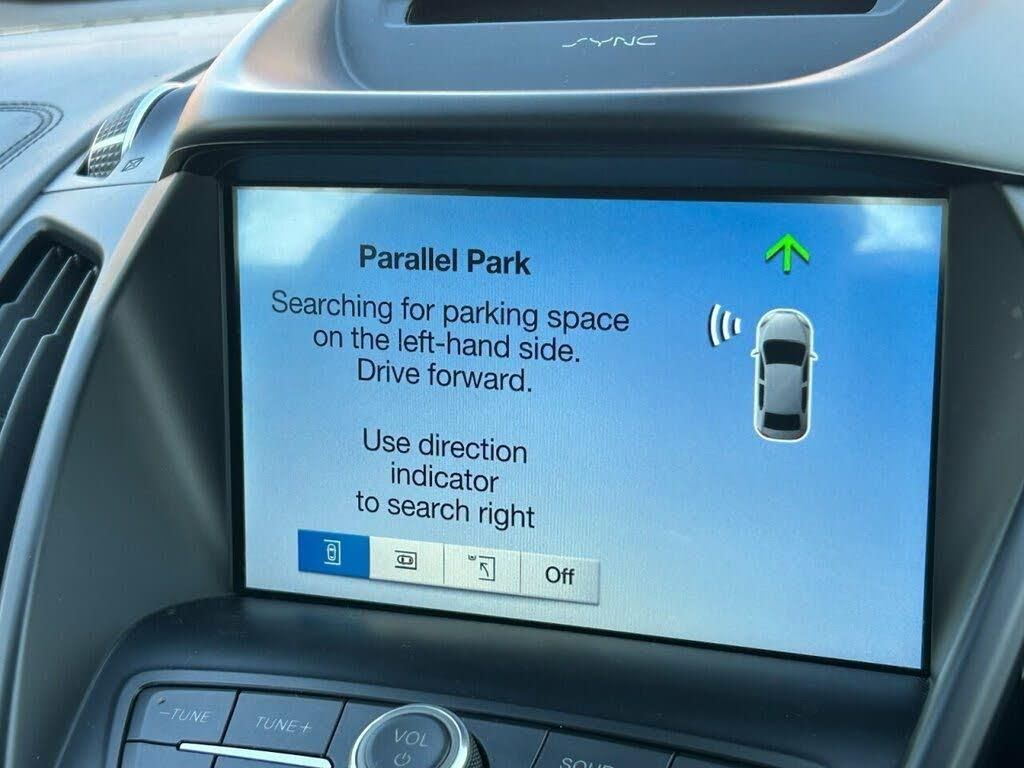 SYNC
Parallel Park
Searching for parking space
on the left-hand side.
Drive forward.
Use direction
indicator
to search right
Off
-TUNE
TUNE+
VOL